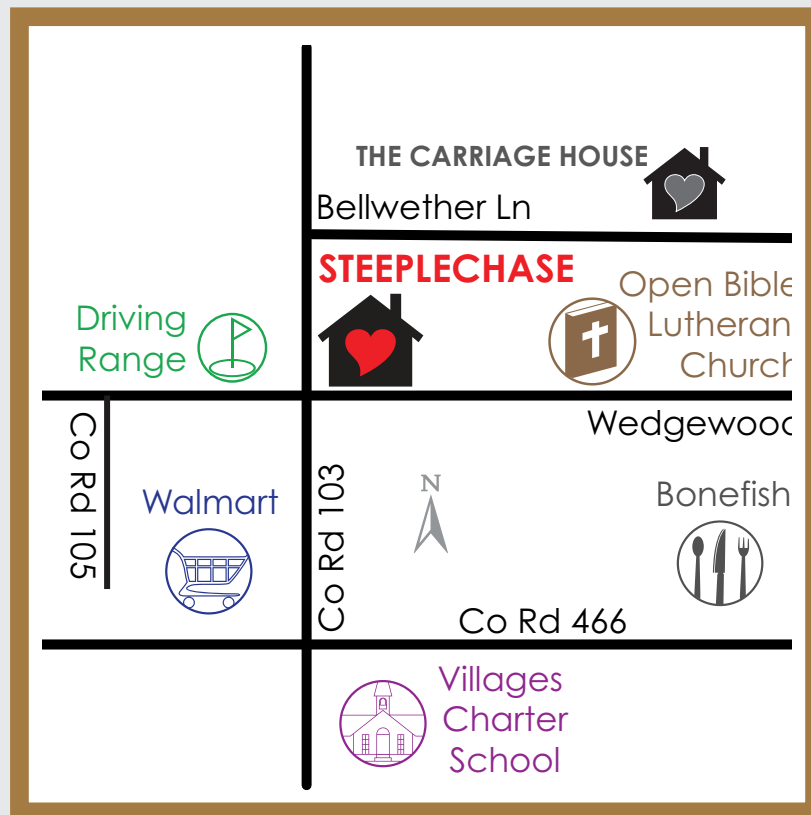 THE CARRIAGE HOUSE
Bellwether Ln
STEEPLECHASE
Open Bible
Lutheran
Church
Driving
Range
Wedgewood
Co Rd 105
Walmart
Co Rd 103
N
Bonefish
Co Rd 466
Villages
Charter
School